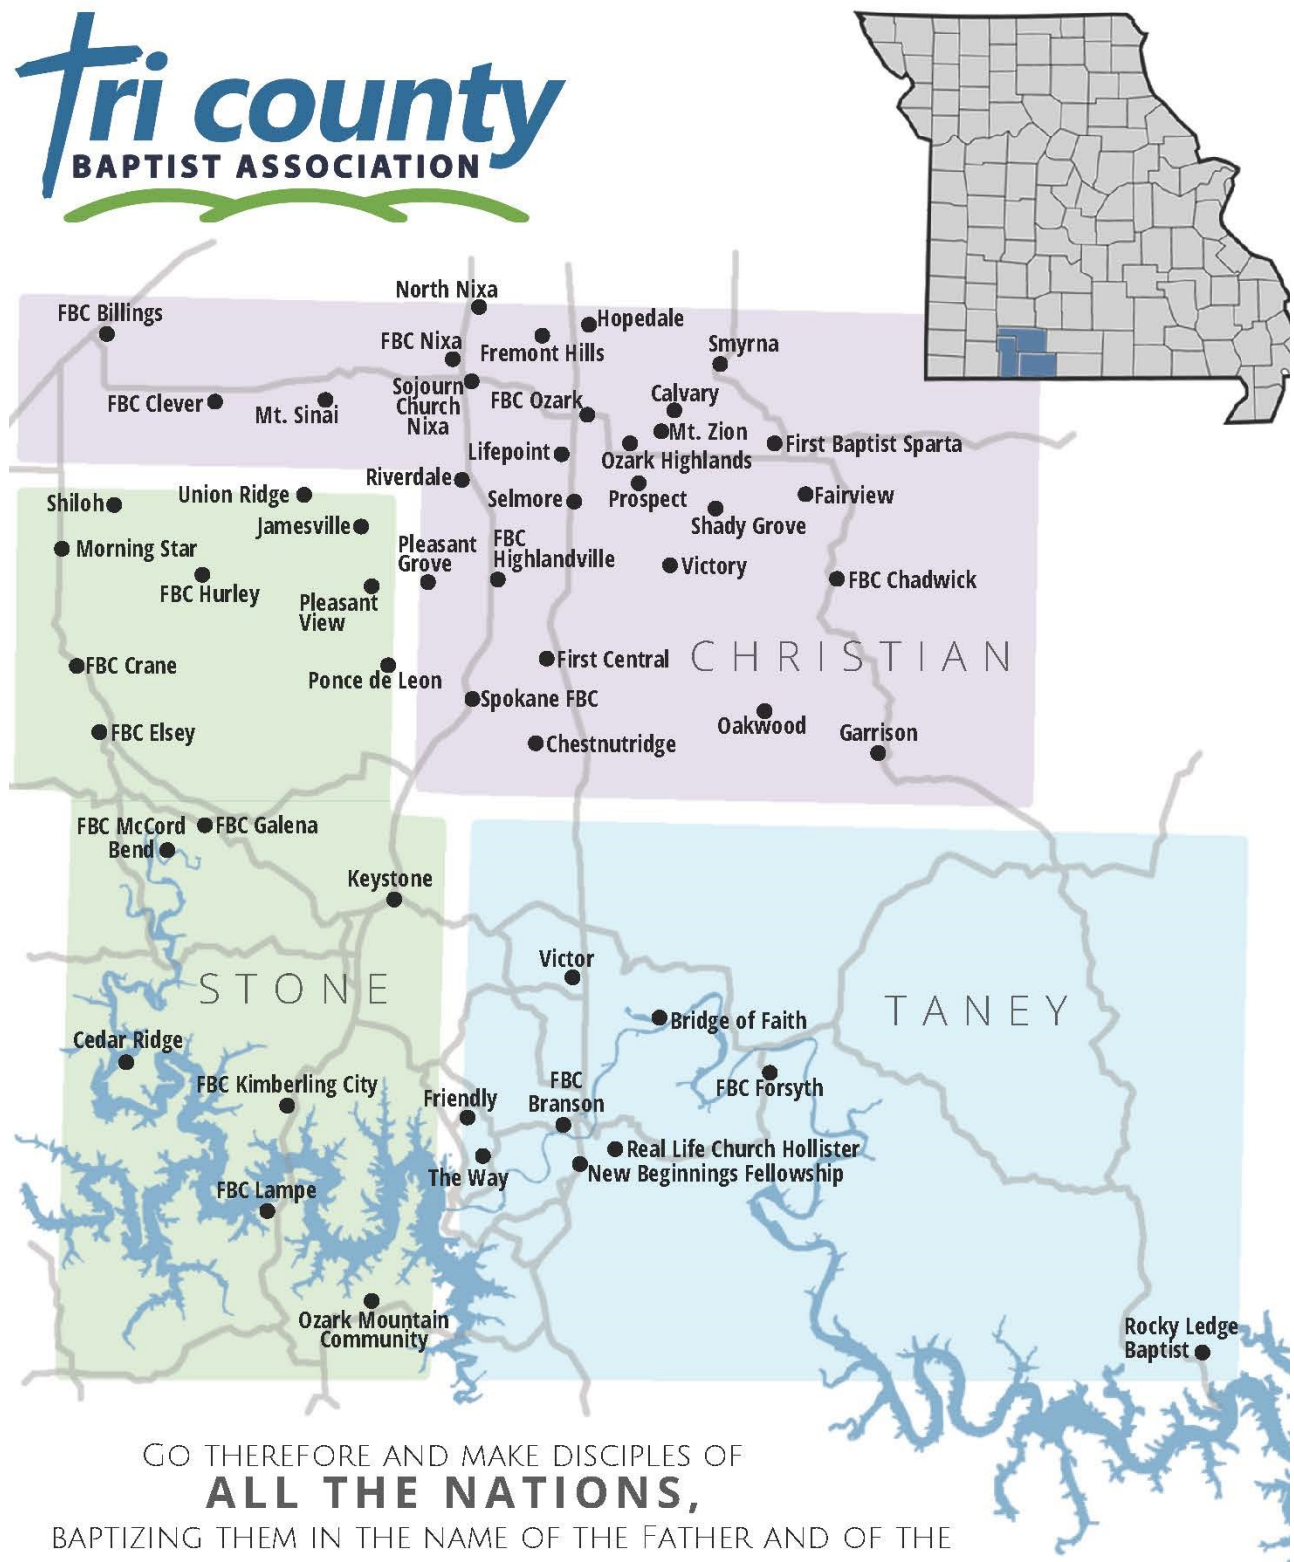 Tri county
BAPTIST ASSOCIATION
North Nixa
FBC Billings
Hopedale
FBC Nixa
Fremont Hills
Smyrna
Sojourn
Church
Nixa
FBC Ozark
Calvary
FBC Clever
Mt. Sinai
Mt. Zion
First Baptist Sparta
Lifepoint
Ozark Highlands
Riverdale
Union Ridge
Shiloh
Selmore
Prospect
Fairview
Jamesville
Shady Grove
Morning Star
Pleasant
Grove
FBC
Highlandville
Victory
FBC Hurley
FBC Chadwick
Pleasant
View
CHRISTIAN
FBC Crane
First Central
Ponce de Leon
Spokane FBC
Oakwood
FBC Elsey
Chestnutridge
Garrison
FBC McCord
Bend
FBC Galena
Keystone
Victor
STONE
TANEY
Bridge of Faith
Cedar Ridge
FBC Kimberling City
Friendly
FBC
Branson
FBC Forsyth
Real Life Church Hollister
The Way
New Beginnings Fellowship
FBC Lampe
Ozark Mountain
Community
Rocky Ledge
Baptist
GO THEREFORE AND MAKE DISCIPLES OF
ALL THE NATIONS,
BAPTIZING THEM IN THE NAME OF THE FATHER AND OF THE